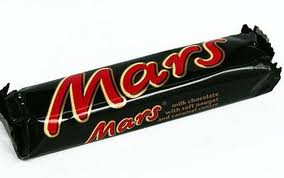 Mars
Mars
milk chocolate
with soft nougat
and caramel centre